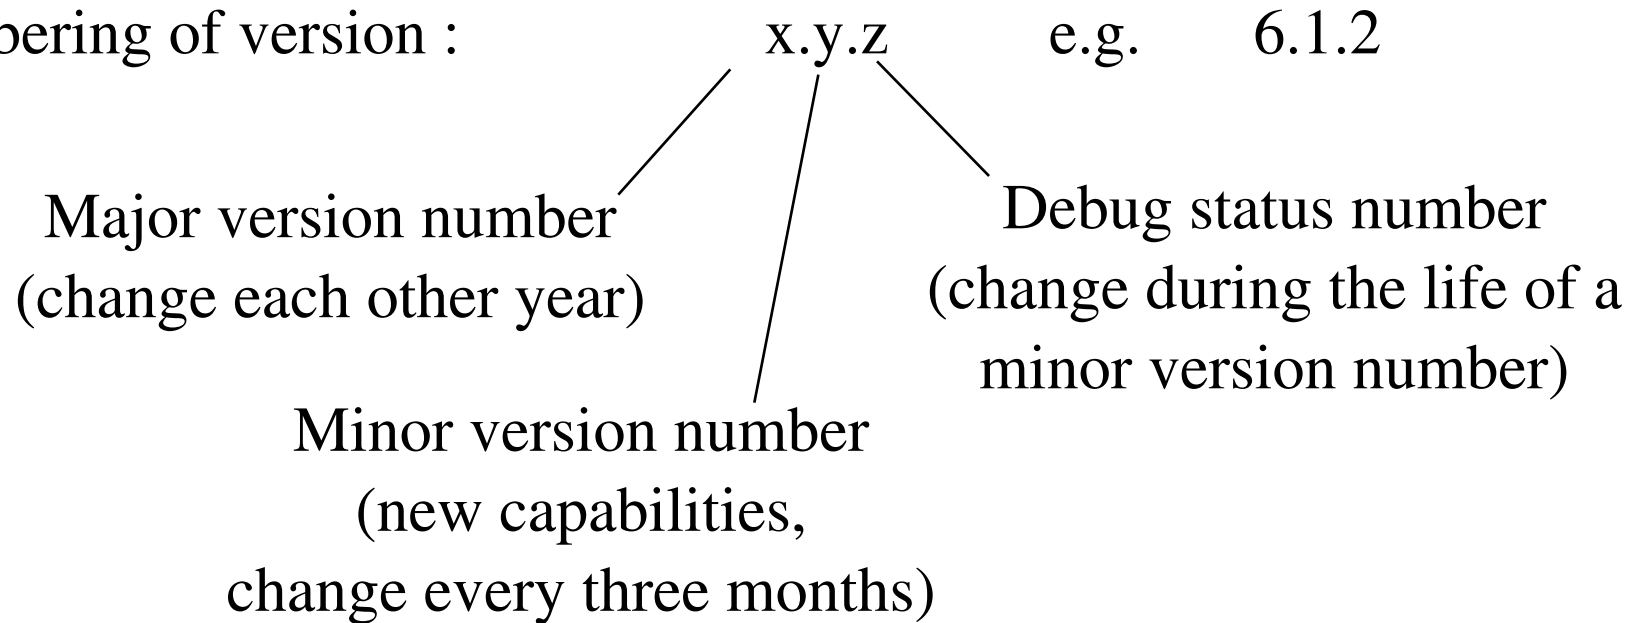 bering of version : x.y.z e.g. 6.1.2
Major version number
(change each other year)
Debug status number
(change during the life of a
minor version number)
Minor version number
(new capabilities,
change every three months)